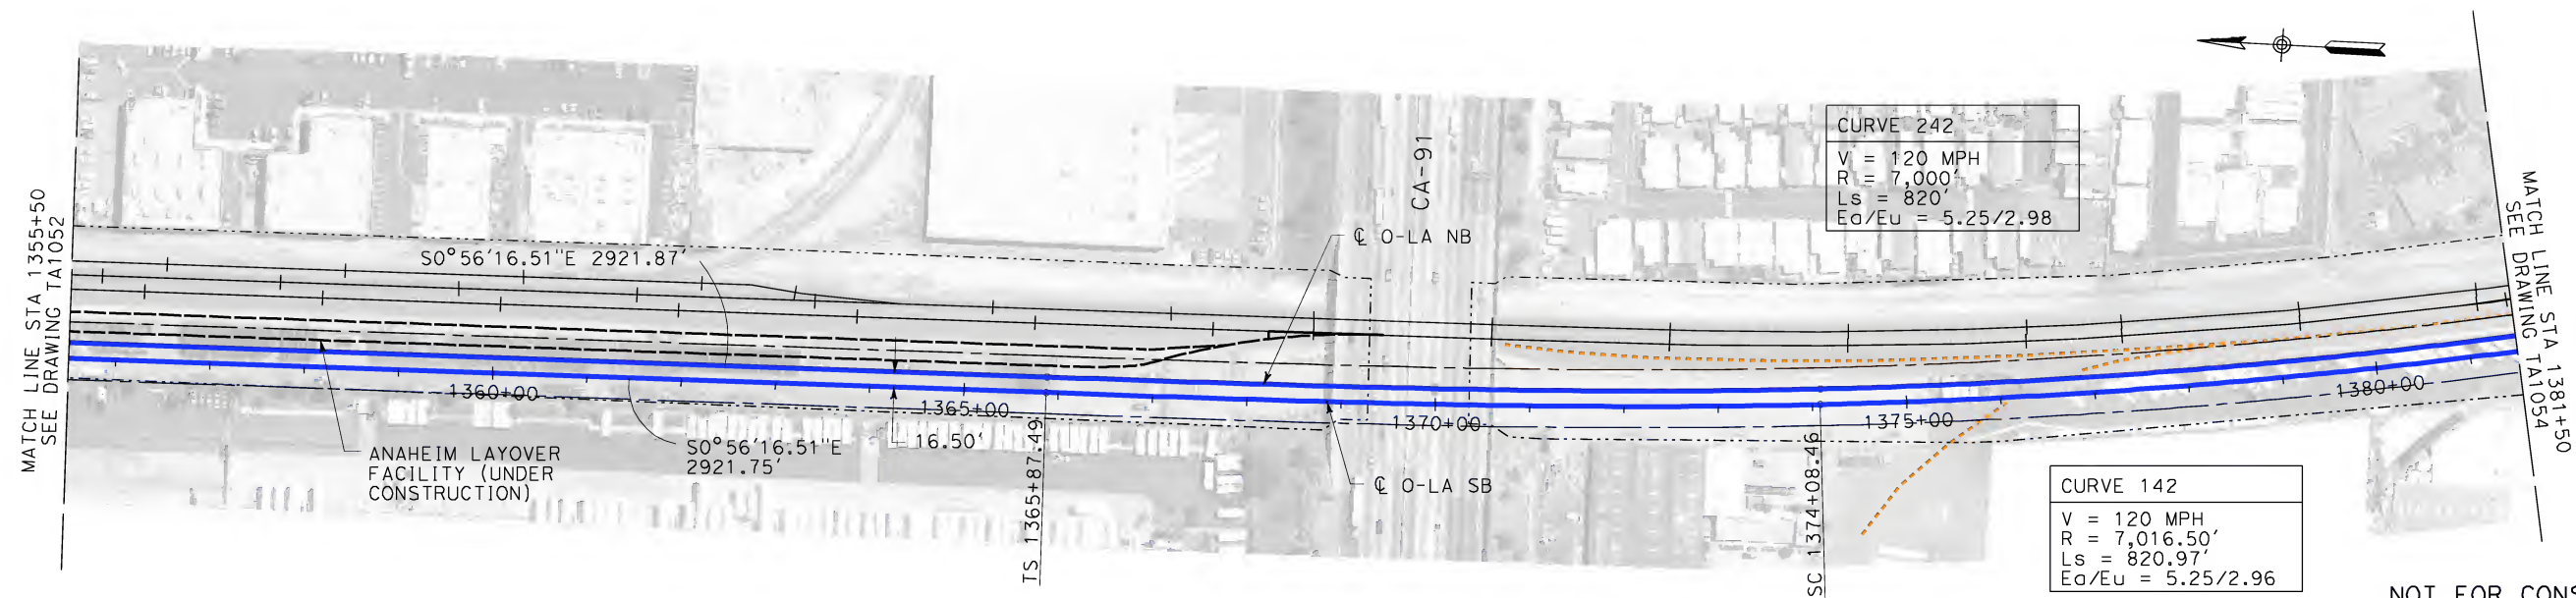 MATCH LINE STA 1355+50
SEE DRAWING TA1052
S0°56'16.51"E 2921.87'
1360+00
ANAHEIM LAYOVER
FACILITY (UNDER
CONSTRUCTION)
S0°56'16.51"E
2921.75'
1365+00
16.50'
TS 1365+87.49
CA-91
℄ O-LA NB
℄ O-LA SB
1370+00
CURVE 242
V = 120 MPH
R = 7,000'
Ls = 820'
Ea/Eu = 5.25/2.98
SC 1374+08.46
1375+00
1380+00
CURVE 142
V = 120 MPH
R = 7,016.50'
Ls = 820.97'
Ea/Eu = 5.25/2.96
MATCH LINE STA 1381+50
SEE DRAWING TA1054
NOT FOR CONS